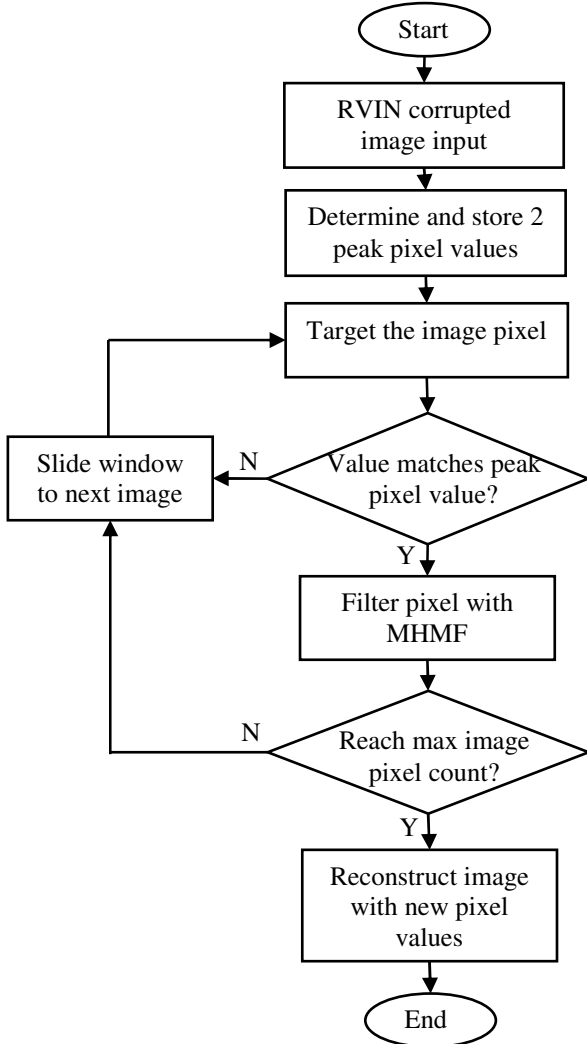 Start
RVIN corrupted
image input
Determine and store 2
peak pixel values
Target the image pixel
Slide window
to next image
N
Value matches peak
pixel value?
Y
Filter pixel with
MHMF
N
Reach max image
pixel count?
Y
Reconstruct image
with new pixel
values
End